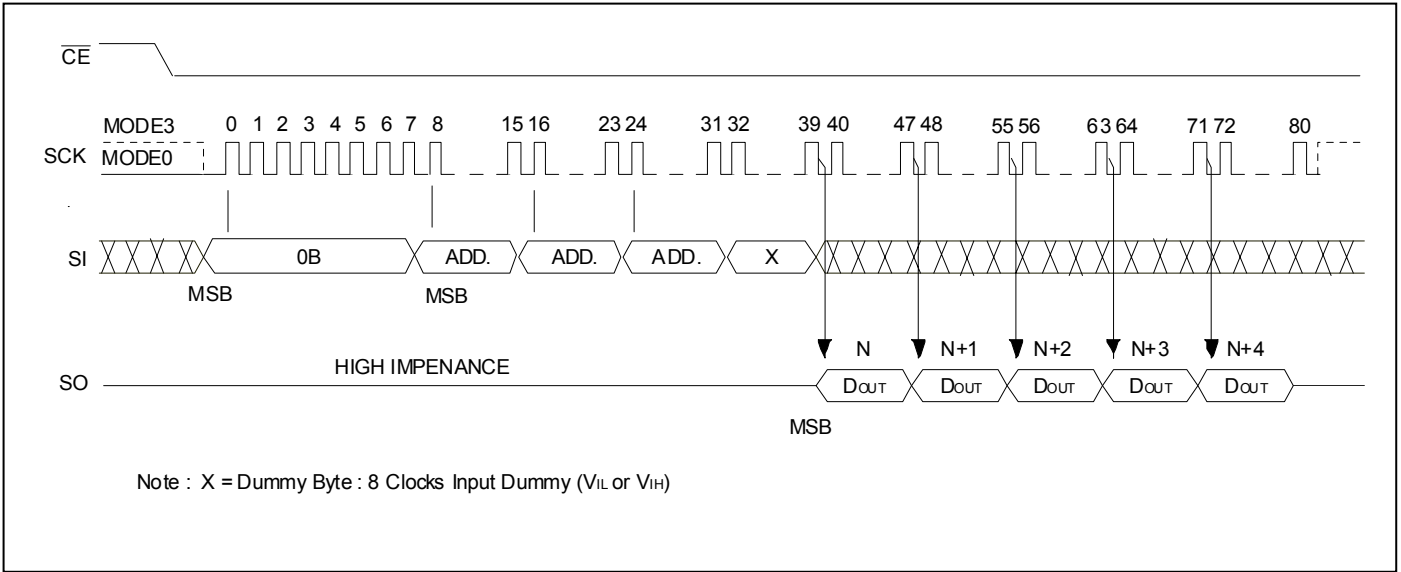 CE
MODE3 0 1 2 3 4 5 6 7 8 15 16 23 24 31 32 39 40 47 48 55 56 63 64 71 72 80
SCK MODE0
SI 0B ADD. ADD. ADD. X
MSB MSB
N N+1 N+2 N+3 N+4
HIGH IMPENANCE
SO DOUT DOUT DOUT DOUT DOUT
MSB
Note : X = Dummy Byte : 8 Clocks Input Dummy (VIL or VIH)